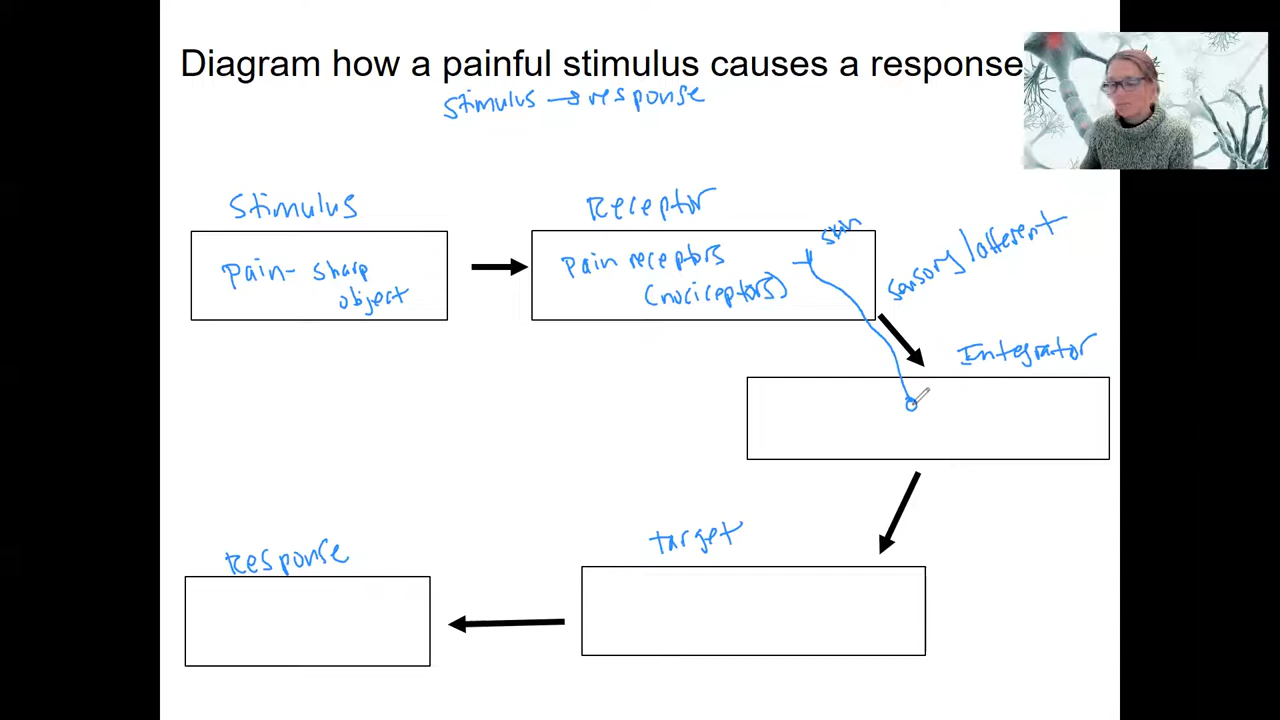 Diagram how a painful stimulus causes a response
stimulus → response
Stimulus
Pain- sharp
object
Receptor
Pain receptors
(nociceptors)
skin
sensory/afferent
Integrator
target
Response